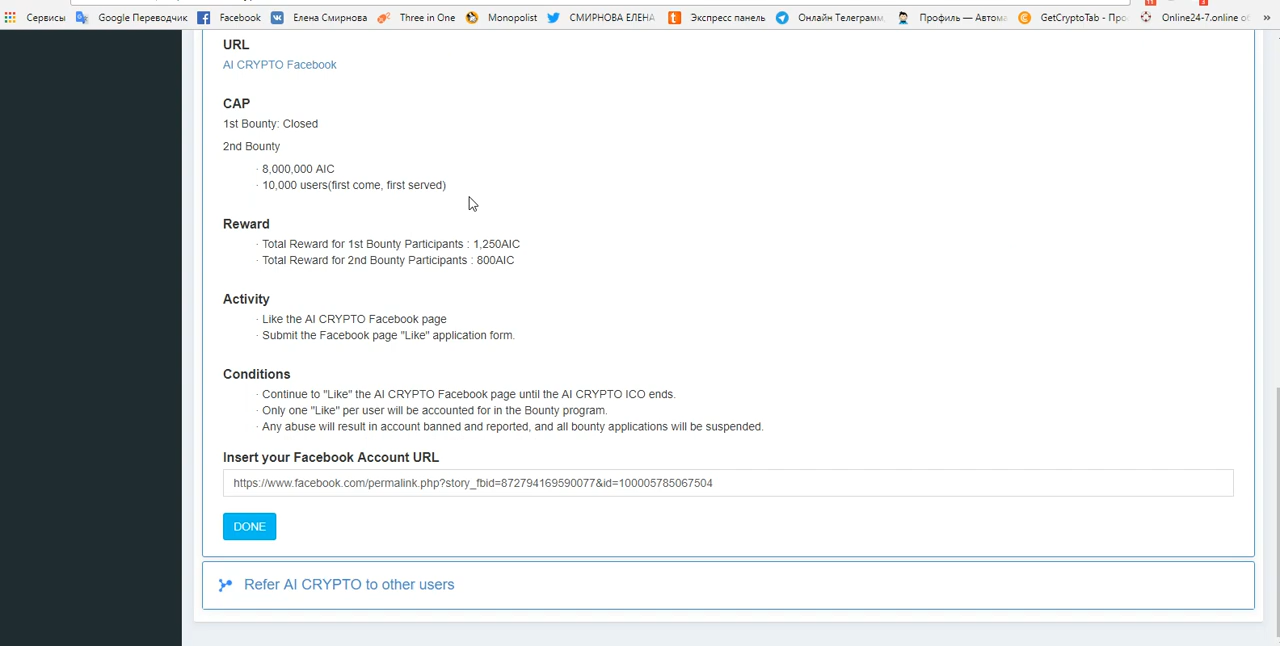 Сервисы Google Переводчик Facebook Елена Смирнова Three in One Monopolist СМИРНОВА ЕЛЕНА Экспресс панель Онлайн Телеграмм Профиль — Автома GetCryptoTab - Про Online24-7.online »
URL
AI CRYPTO Facebook
CAP
1st Bounty: Closed
2nd Bounty
· 8,000,000 AIC
· 10,000 users(first come, first served)
Reward
· Total Reward for 1st Bounty Participants : 1,250AIC
· Total Reward for 2nd Bounty Participants : 800AIC
Activity
· Like the AI CRYPTO Facebook page
· Submit the Facebook page "Like" application form.
Conditions
· Continue to "Like" the AI CRYPTO Facebook page until the AI CRYPTO ICO ends.
· Only one "Like" per user will be accounted for in the Bounty program.
· Any abuse will result in account banned and reported, and all bounty applications will be suspended.
Insert your Facebook Account URL
https://www.facebook.com/permalink.php?story_fbid=872794169590077&id=100005785067504
DONE
Refer AI CRYPTO to other users